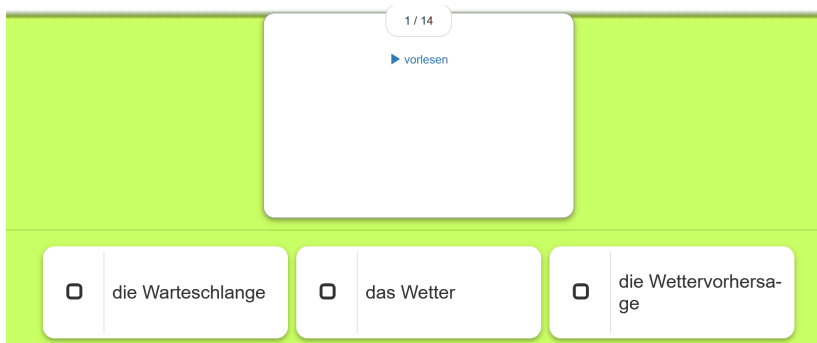 1 / 14
vorlesen
die Warteschlange
das Wetter
die Wettervorhersa-
ge